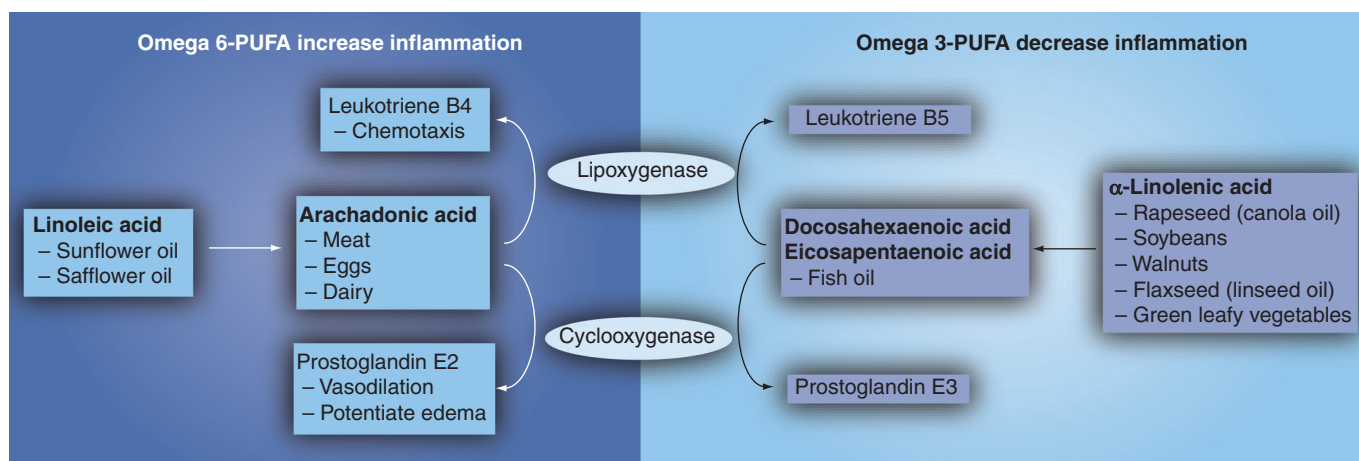 Omega 6-PUFA increase inflammation
Leukotriene B4
– Chemotaxis
Linoleic acid
– Sunflower oil
– Safflower oil
Arachadonic acid
– Meat
– Eggs
– Dairy
Prostoglandin E2
– Vasodilation
– Potentiate edema
Lipoxygenase
Cyclooxygenase
Omega 3-PUFA decrease inflammation
Leukotriene B5
Docosahexaenoic acid
Eicosapentaenoic acid
– Fish oil
Prostoglandin E3
α-Linolenic acid
– Rapeseed (canola oil)
– Soybeans
– Walnuts
– Flaxseed (linseed oil)
– Green leafy vegetables